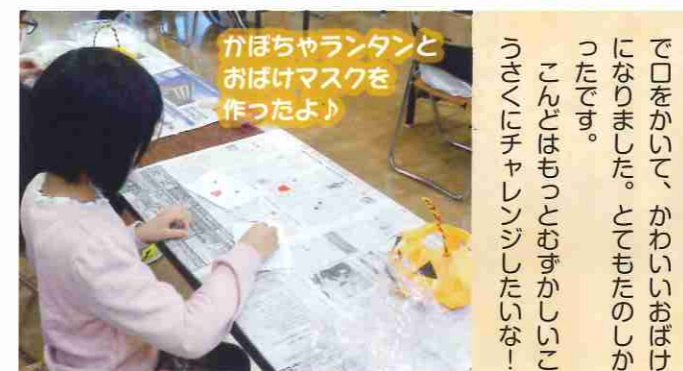 かぼちゃランタンと
おばけマスクを
作ったよ♪
で口をかいて、かわいいおばけ
になりました。とてもたのしか
ったです。
こんどはもっとむずかしいこ
うさくにチャレンジしたいな！